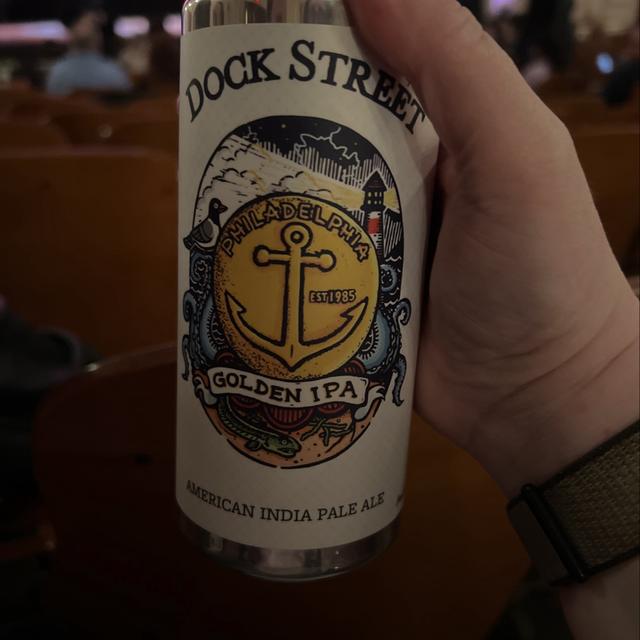 DOCK STREET
PHILADELPHIA
EST 1985
GOLDEN IPA
AMERICAN INDIA PALE ALE